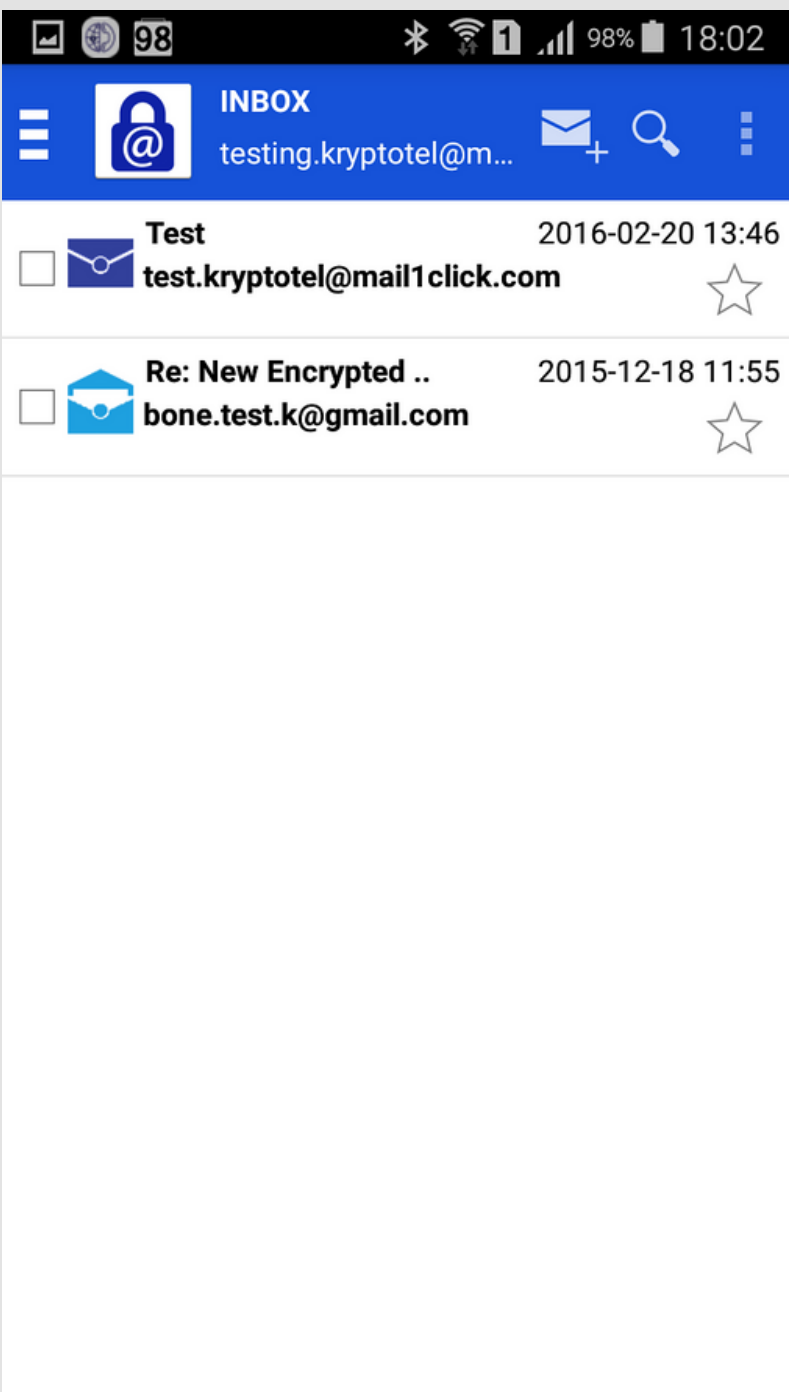 98 1 98% 18:02
INBOX
testing.kryptotel@m...
@
Test 2016-02-20 13:46
test.kryptotel@mail1click.com
Re: New Encrypted .. 2015-12-18 11:55
bone.test.k@gmail.com